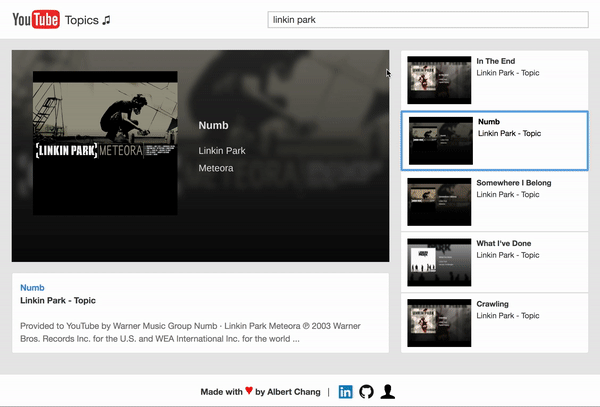 YouTube Topics ♫
linkin park
Numb
Linkin Park
Meteora
[LINKIN PARK] METEORA
Numb
Linkin Park - Topic
Provided to YouTube by Warner Music Group Numb · Linkin Park Meteora ℗ 2003 Warner
Bros. Records Inc. for the U.S. and WEA International Inc. for the world ...
In The End
Linkin Park - Topic
Numb
Linkin Park - Topic
Somewhere I Belong
Linkin Park - Topic
What I've Done
Linkin Park - Topic
Crawling
Linkin Park - Topic
Made with ♥ by Albert Chang |
in